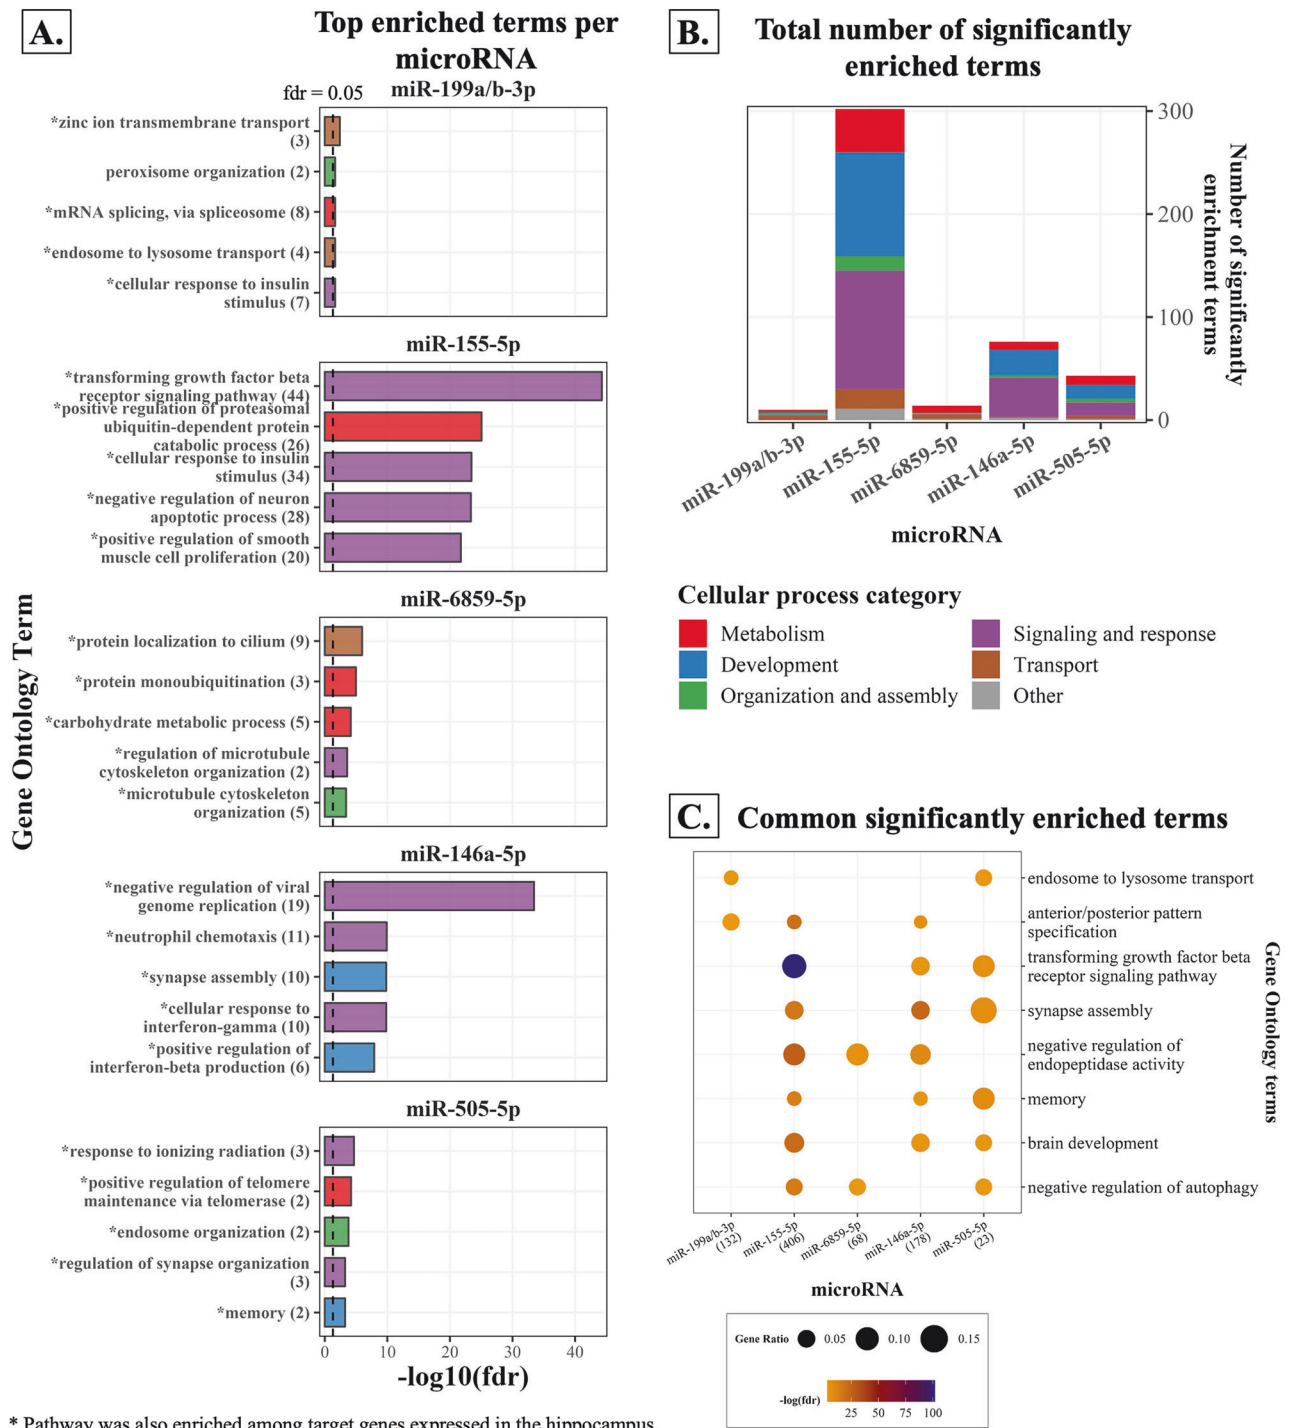 A.
Top enriched terms per
microRNA
fdr = 0.05
miR-199a/b-3p
*zinc ion transmembrane transport
(3)
peroxisome organization (2)
*mRNA splicing, via spliceosome (8)
*endosome to lysosome transport (4)
*cellular response to insulin
stimulus (7)
miR-155-5p
*transforming growth factor beta
receptor signaling pathway (44)
*positive regulation of proteasomal
ubiquitin-dependent protein
catabolic process (26)
*cellular response to insulin
stimulus (34)
*negative regulation of neuron
apoptotic process (28)
*positive regulation of smooth
muscle cell proliferation (20)
miR-6859-5p
*protein localization to cilium (9)
*protein monoubiquitination (3)
*carbohydrate metabolic process (5)
*regulation of microtubule
cytoskeleton organization (2)
*microtubule cytoskeleton
organization (5)
miR-146a-5p
*negative regulation of viral
genome replication (19)
*neutrophil chemotaxis (11)
*synapse assembly (10)
*cellular response to
interferon-gamma (10)
*positive regulation of
interferon-beta production (6)
miR-505-5p
*response to ionizing radiation (3)
*positive regulation of telomere
maintenance via telomerase (2)
*endosome organization (2)
*regulation of synapse organization
(3)
*memory (2)
0 10 20 30 40
-log10(fdr)
Gene Ontology Term
* Pathway was also enriched among target genes expressed in the hippocampus.
B.
Total number of significantly
enriched terms
300
200
100
0
Number of significantly
enrichment terms
miR-199a/b-3p
miR-155-5p
miR-6859-5p
miR-146a-5p
miR-505-5p
microRNA
Cellular process category
Metabolism
Development
Organization and assembly
Signaling and response
Transport
Other
C.
Common significantly enriched terms
endosome to lysosome transport
anterior/posterior pattern
specification
transforming growth factor beta
receptor signaling pathway
synapse assembly
negative regulation of
endopeptidase activity
memory
brain development
negative regulation of autophagy
Gene Ontology terms
miR-199a/b-3p
(132)
miR-155-5p
(406)
miR-6859-5p
(68)
miR-146a-5p
(178)
miR-505-5p
(23)
microRNA
Gene Ratio 0.05 0.10 0.15
-log(fdr)
25 50 75 100